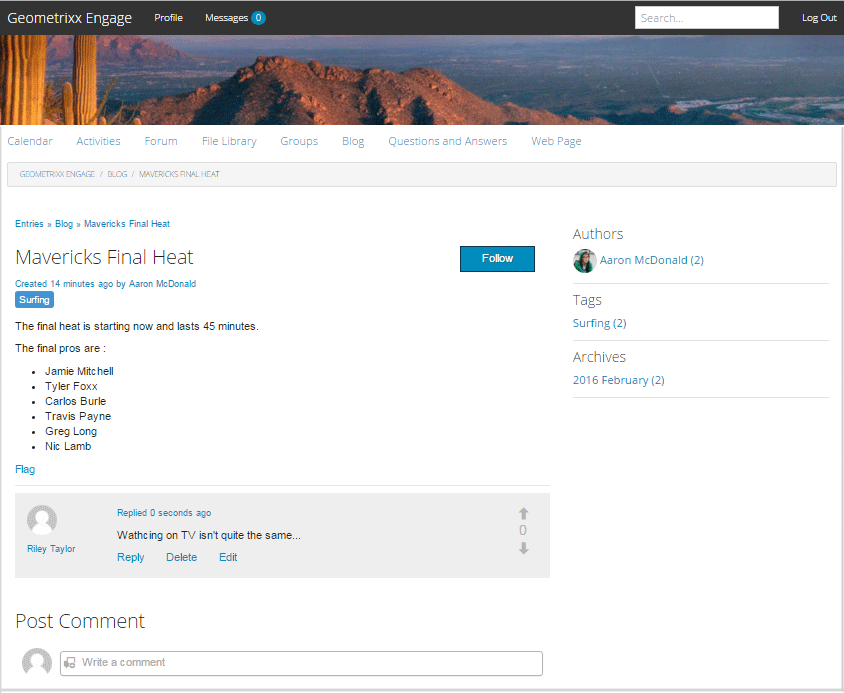 Geometrixx Engage Profile Messages 0 Search... Log Out
Calendar Activities Forum File Library Groups Blog Questions and Answers Web Page
GEOMETRIXX ENGAGE / BLOG / MAVERICKS FINAL HEAT
Entries » Blog » Mavericks Final Heat
Mavericks Final Heat
Follow
Created 14 minutes ago by Aaron McDonald
Surfing
The final heat is starting now and lasts 45 minutes.
The final pros are :
• Jamie Mitchell
• Tyler Foxx
• Carlos Burle
• Travis Payne
• Greg Long
• Nic Lamb
Flag
Riley Taylor
Replied 0 seconds ago
Wathcing on TV isn't quite the same...
Reply Delete Edit
0
Post Comment
Write a comment
Authors
Aaron McDonald (2)
Tags
Surfing (2)
Archives
2016 February (2)